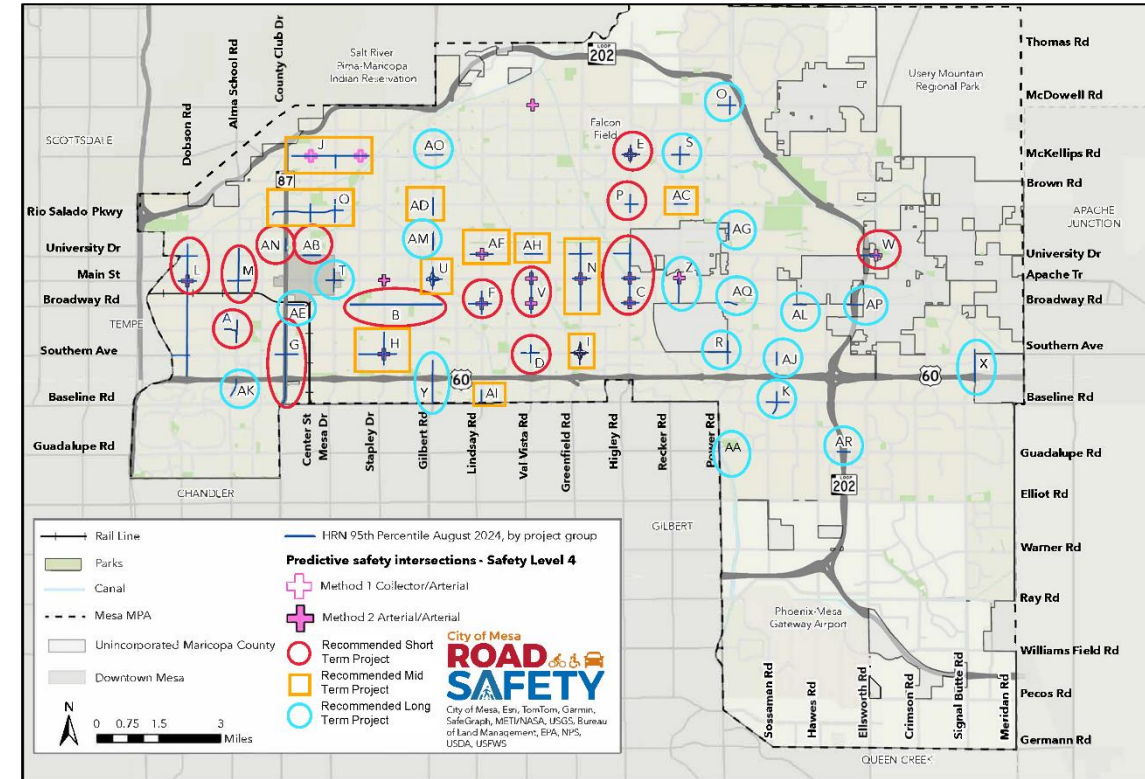 Dobson Rd
Alma School Rd
County Club Dr
Salt River
Pima-Maricopa
Indian Reservation
LOOP
202
Usery Mountain
Regional Park
Thomas Rd
McDowell Rd
McKellips Rd
Brown Rd
APACHE
JUNCTION
University Dr
Apache Tr
Broadway Rd
Southern Ave
Baseline Rd
Guadalupe Rd
Elliot Rd
Warner Rd
Ray Rd
Williams Field Rd
Pecos Rd
Germann Rd
SCOTTSDALE
Rio Salado Pkwy
University Dr
Main St
Broadway Rd
TEMPE
Southern Ave
Baseline Rd
Guadalupe Rd
CHANDLER
Falcon
Field
87
O
J
AO
E
S
Q
AD
P
AC
AN
AB
AM
AF
AH
AG
W
L
M
T
U
N
Z
AE
B
F
V
C
AQ
AL
AP
A
G
H
D
I
R
AJ
X
AK
Y
60
AI
K
60
AA
AR
202
Center St
Mesa Dr
Stapley Dr
Gilbert Rd
Lindsay Rd
Val Vista Rd
Greenfield Rd
Higley Rd
Recker Rd
Power Rd
GILBERT
Phoenix-Mesa
Gateway Airport
Sossaman Rd
Hawes Rd
Ellsworth Rd
Crimson Rd
Signal Butte Rd
Meridan Rd
QUEEN CREEK
Rail Line
Parks
Canal
Mesa MPA
Unincorporated Maricopa County
Downtown Mesa
N
0 0.75 1.5 3
Miles
HRN 95th Percentile August 2024, by project group
Predictive safety intersections - Safety Level 4
Method 1 Collector/Arterial
Method 2 Arterial/Arterial
Recommended Short
Term Project
Recommended Mid
Term Project
Recommended Long
Term Project
City of Mesa
ROAD
SAFETY
City of Mesa, Esri, TomTom, Garmin,
SafeGraph, METI/NASA, USGS, Bureau
of Land Management, EPA, NPS,
USDA, USFWS